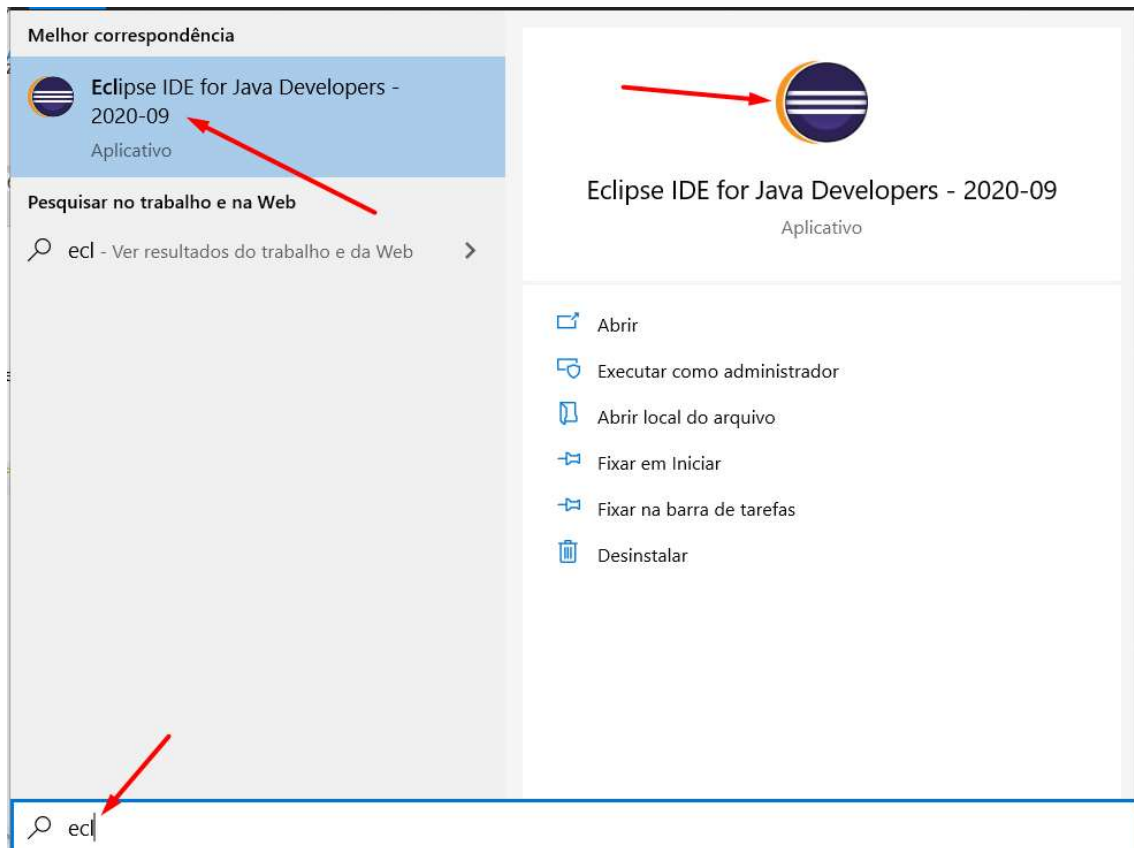 Melhor correspondência
Eclipse IDE for Java Developers -
2020-09
Aplicativo
Pesquisar no trabalho e na Web
ecl - Ver resultados do trabalho e da Web
Eclipse IDE for Java Developers - 2020-09
Aplicativo
Abrir
Executar como administrador
Abrir local do arquivo
Fixar em Iniciar
Fixar na barra de tarefas
Desinstalar
ecl